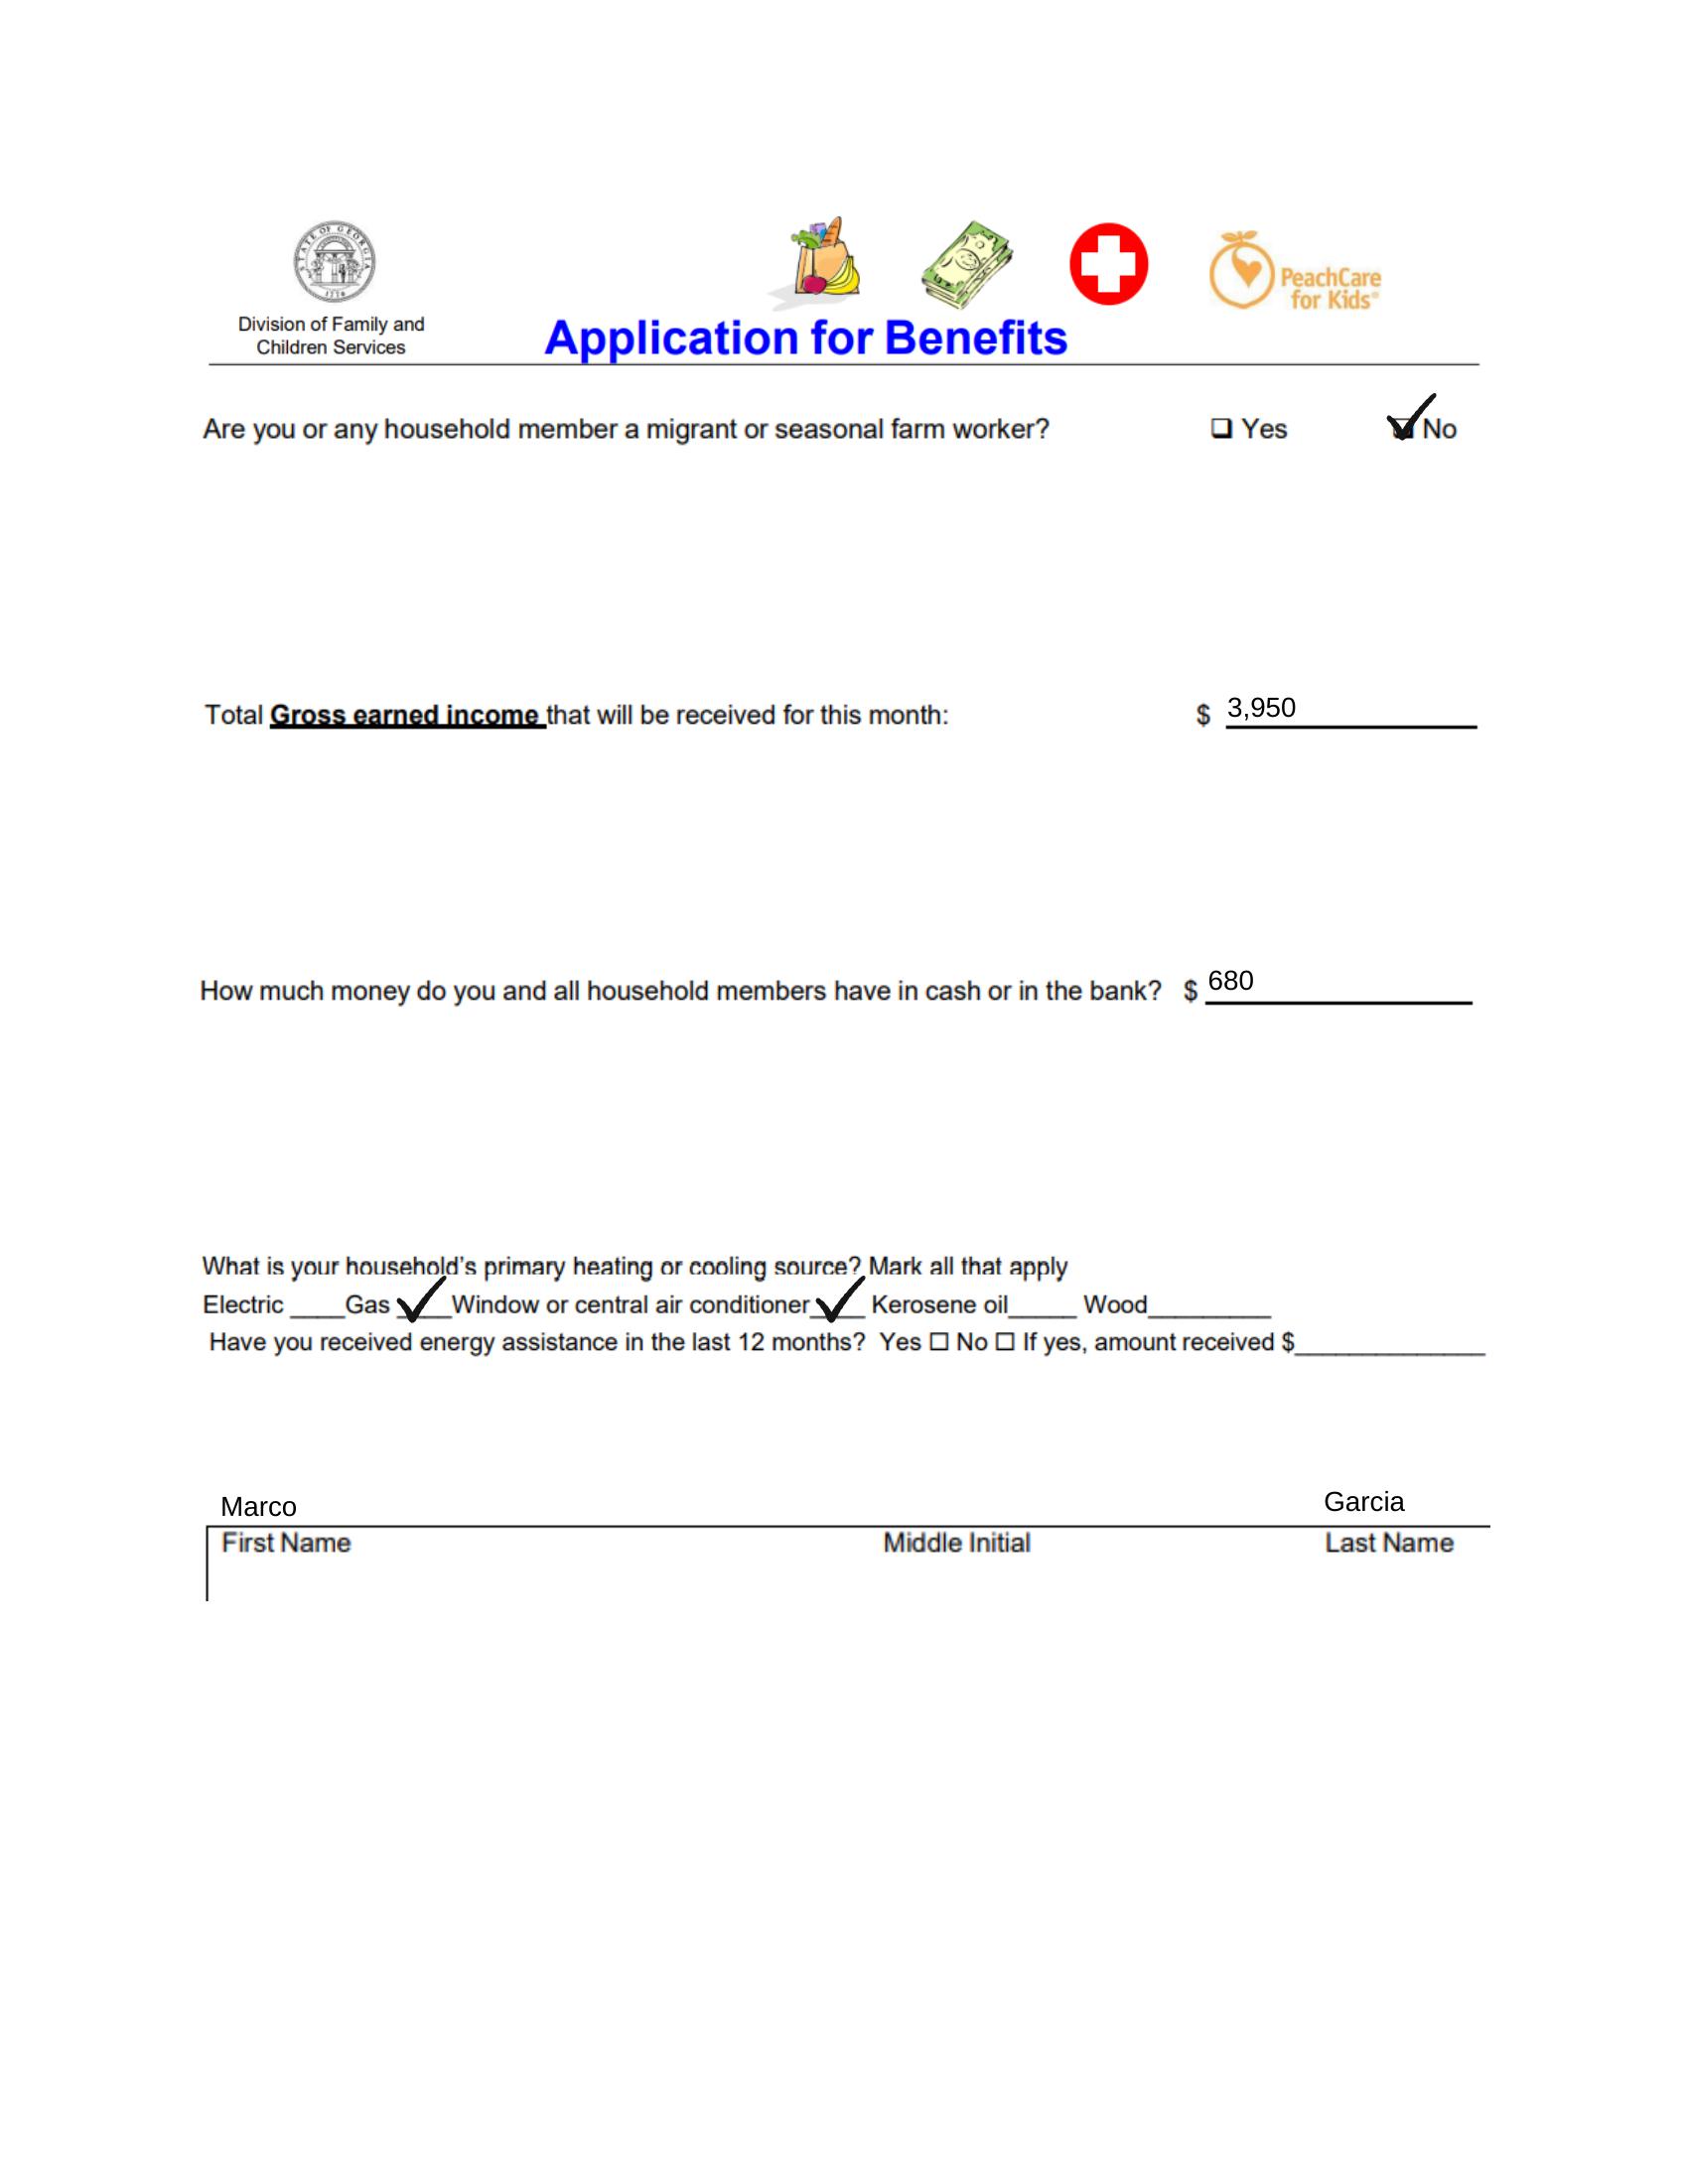 STATE OF GEORGIA
1776
PeachCare
for Kids®
Division of Family and
Children Services
Application for Benefits
Are you or any household member a migrant or seasonal farm worker? ❑ Yes ✓ No
Total Gross earned income that will be received for this month: $ 3,950
How much money do you and all household members have in cash or in the bank? $ 680
What is your household's primary heating or cooling source? Mark all that apply
Electric ____Gas ✓ Window or central air conditioner ✓ Kerosene oil_____ Wood_________
Have you received energy assistance in the last 12 months? Yes ☐ No ☐ If yes, amount received $______________
Marco Garcia
First Name Middle Initial Last Name